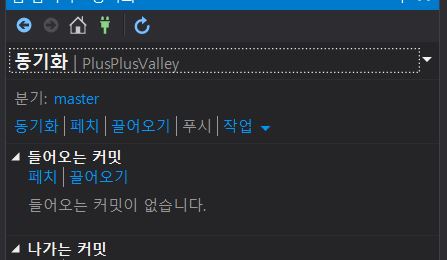 동기화 | PlusPlusValley
분기: master
동기화 | 페치 | 끌어오기 | 푸시 | 작업
들어오는 커밋
페치 | 끌어오기
들어오는 커밋이 없습니다.
나가는 커밋